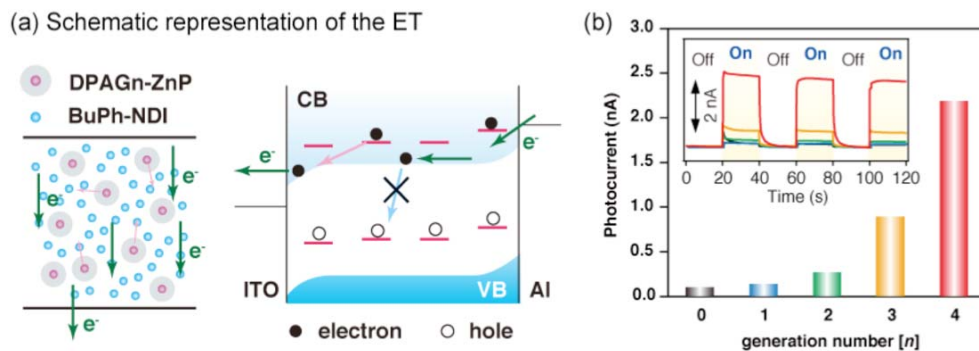 (a) Schematic representation of the ET
DPAGn-ZnP
BuPh-NDI
e⁻
e⁻
e⁻
e⁻
CB
e⁻
e⁻
ITO
VB
Al
electron
hole
(b)
Photocurrent (nA)
3.0
2.5
2.0
1.5
1.0
0.5
0.0
Off On Off On Off On
2 nA
0 20 40 60 80 100 120
Time (s)
0 1 2 3 4
generation number [n]